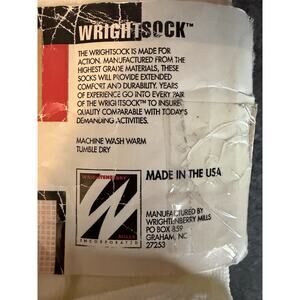 WRIGHTSOCK™
THE WRIGHTSOCK IS MADE FOR
ACTION. MANUFACTURED FROM THE
HIGHEST GRADE MATERIALS, THESE
SOCKS WILL PROVIDE EXTENDED
COMFORT AND DURABILITY. YEARS
OF EXPERIENCE GO INTO EVERY PAIR
OF THE WRIGHTSOCK™ TO INSURE
QUALITY COMPARABLE WITH TODAY'S
DEMANDING ACTIVITIES.
MACHINE WASH WARM
TUMBLE DRY
WRIGHTENBERRY
MILLS
INCORPORATED
MADE IN THE USA
MANUFACTURED BY
WRIGHTENBERRY MILLS
PO BOX 859
GRAHAM, NC
27253